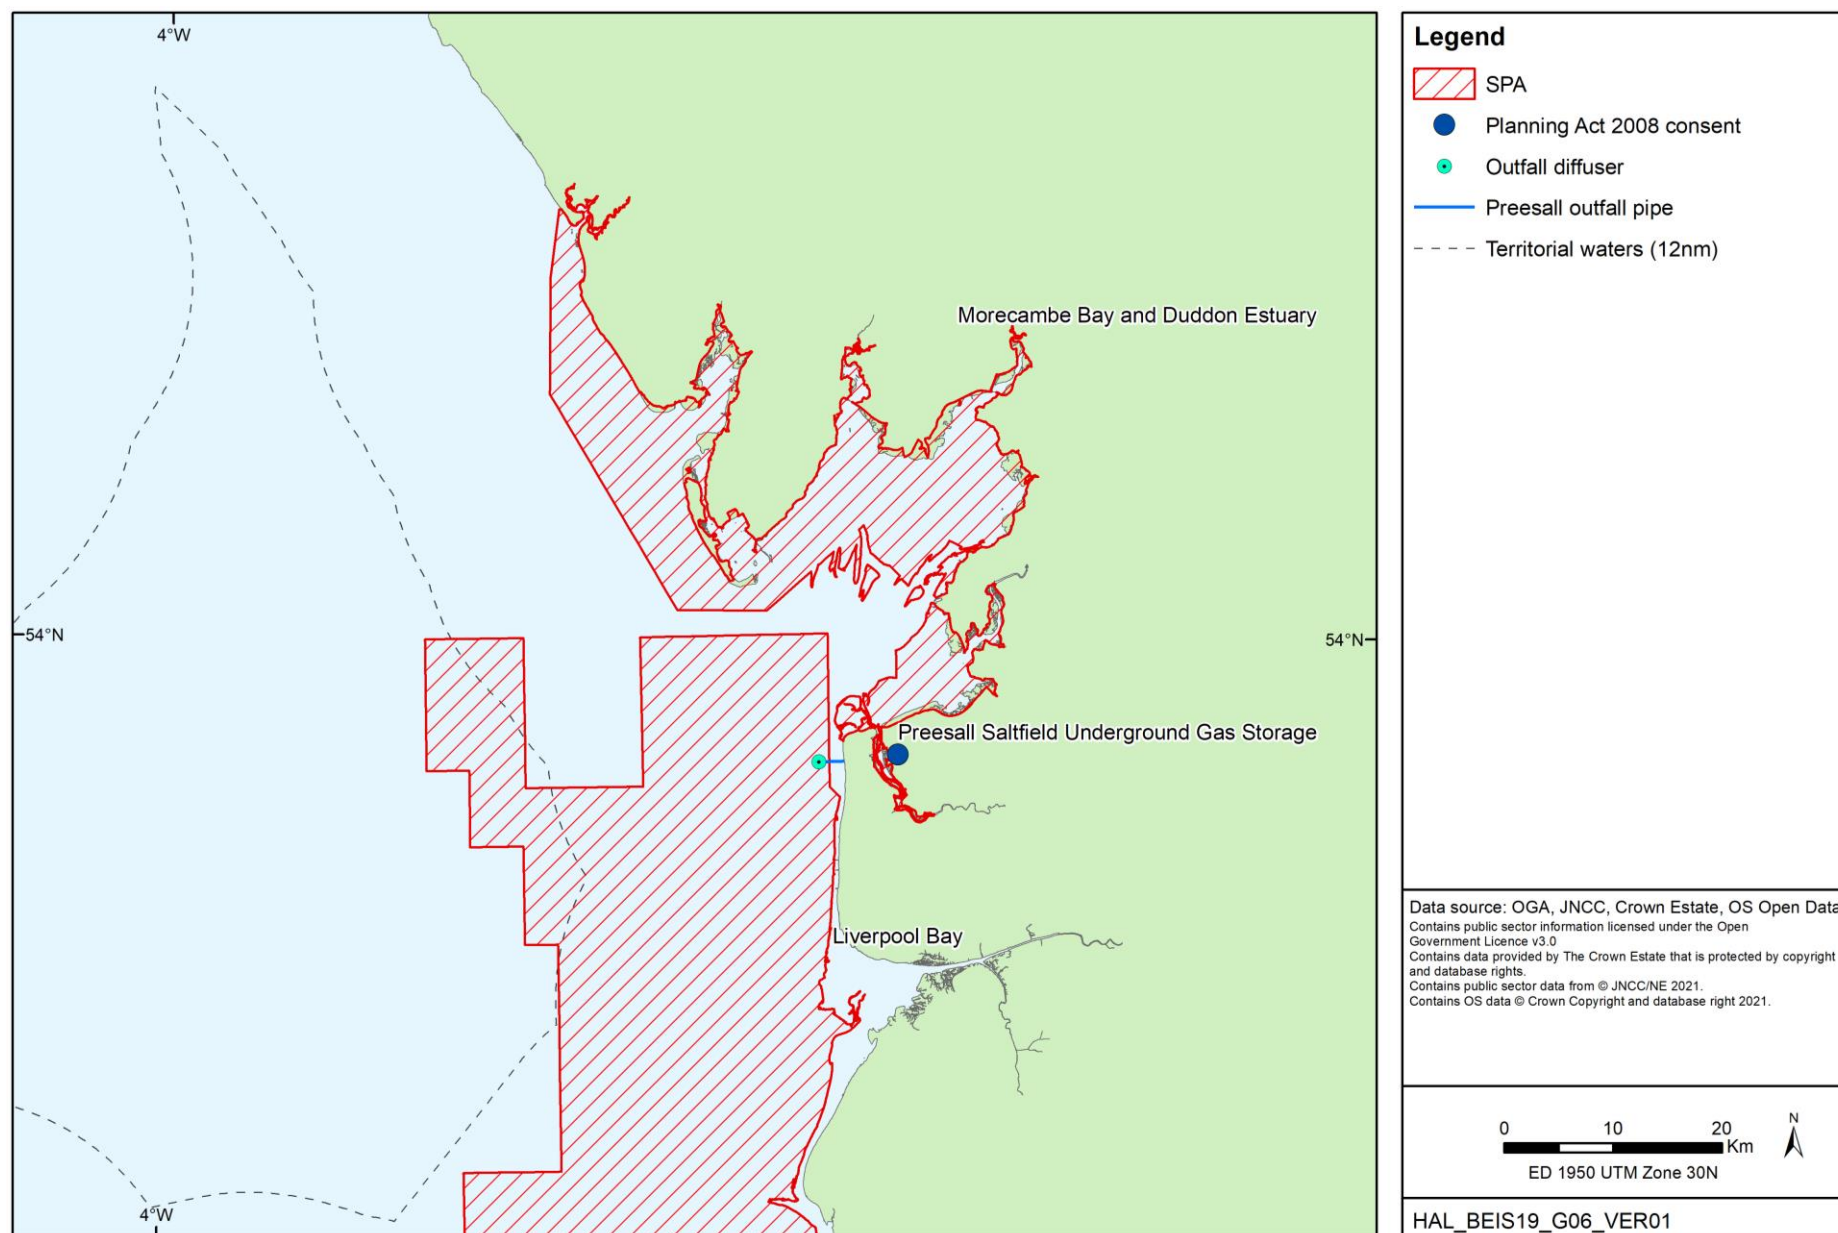 4°W
Morecambe Bay and Duddon Estuary
54°N
54°N
Preesall Saltfield Underground Gas Storage
Liverpool Bay
4°W
Legend
SPA
Planning Act 2008 consent
Outfall diffuser
Preesall outfall pipe
Territorial waters (12nm)
Data source: OGA, JNCC, Crown Estate, OS Open Data
Contains public sector information licensed under the Open
Government Licence v3.0
Contains data provided by The Crown Estate that is protected by copyright
and database rights.
Contains public sector data from © JNCC/NE 2021.
Contains OS data © Crown Copyright and database right 2021.
0 10 20
Km
N
ED 1950 UTM Zone 30N
HAL_BEIS19_G06_VER01